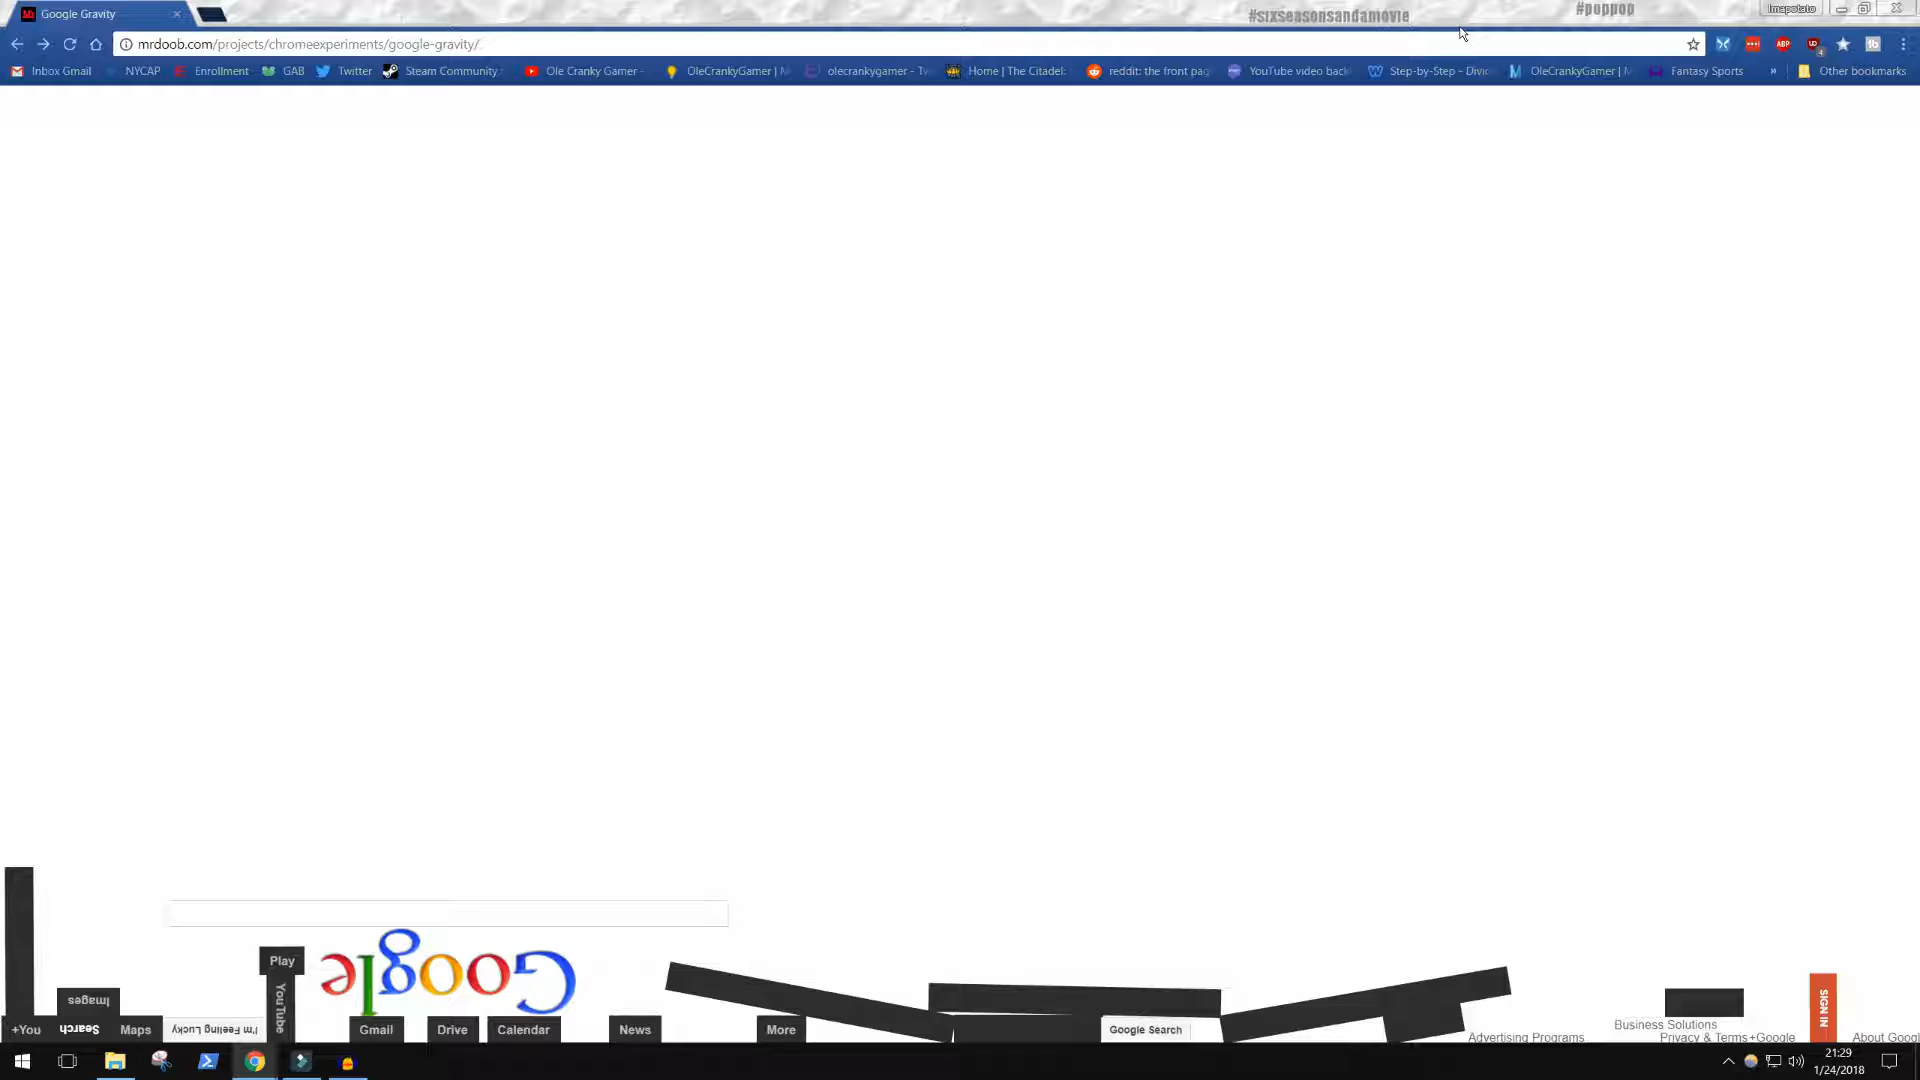 Google Gravity
#sixseasonsandamovie
#poppop
Imapotato
mrdoob.com/projects/chromeexperiments/google-gravity/
ABP
Inbox Gmail
NYCAP
Enrollment
GAB
Twitter
Steam Community
Ole Cranky Gamer -
OleCrankyGamer | M
olecrankygamer - Tv
Home | The Citadel:
reddit: the front pag
YouTube video back
Step-by-Step - Divic
OleCrankyGamer | M
Fantasy Sports
»
Other bookmarks
Play
Google
Images
YouTube
SIGN IN
+You
Search
Maps
I'm Feeling Lucky
Gmail
Drive
Calendar
News
More
Google Search
Business Solutions
Advertising Programs
Privacy & Terms
+Google
About Googl
21:29
1/24/2018